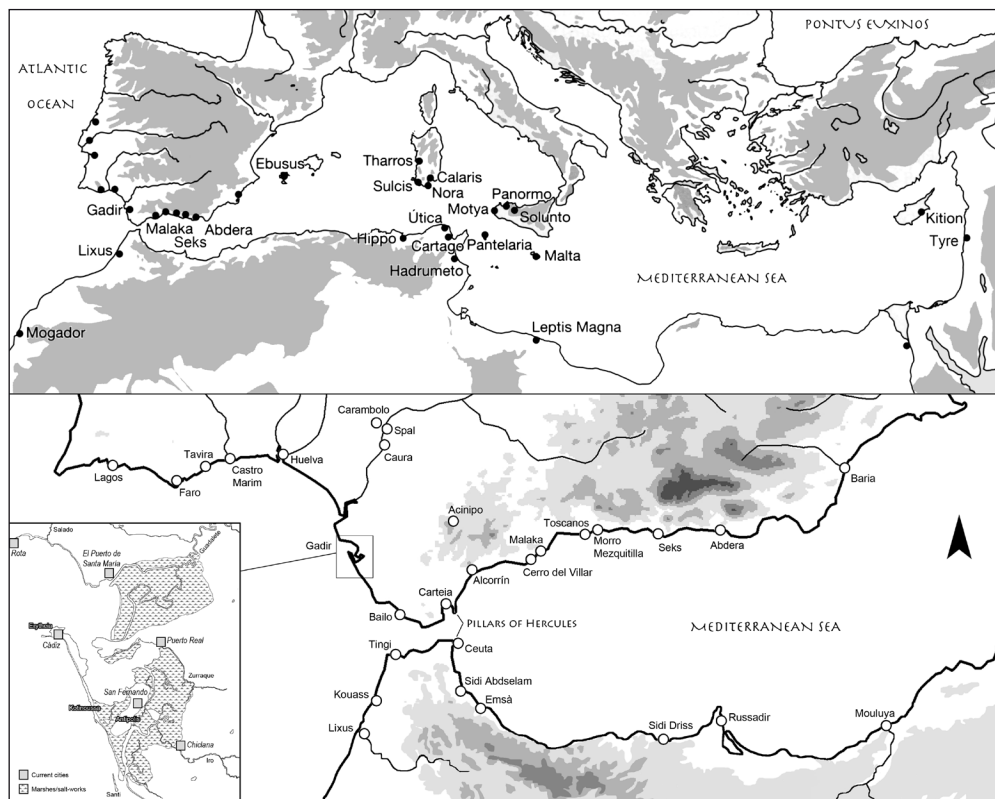 PONTUS EUXINOS
ATLANTIC
OCEAN
Ebusus
Tharros
Calaris
Sulcis
Nora
Panormo
Motya
Solunto
Gadir
Malaka
Abdera
Seks
Útica
Hippo
Cartago
Pantelaria
Kition
Tyre
Lixus
Malta
Hadrumeto
MEDITERRANEAN SEA
Mogador
Leptis Magna
Carambolo
Spal
Caura
Tavira
Castro
Marim
Huelva
Lagos
Faro
Baria
Acinipo
Toscanos
Morro
Mezquitilla
Seks
Abdera
Gadir
Malaka
Cerro del Villar
Alcorrín
Carteia
Bailo
PILLARS OF HERCULES
MEDITERRANEAN SEA
Tingi
Ceuta
Sidi Abdselam
Kouass
Emsà
Lixus
Sidi Driss
Russadir
Mouluya
Salado
Rota
El Puerto de
Santa María
Guadalete
Cádiz
Puerto Real
Zurraque
San Fernando
Antipolis
Chiclana
Iro
Current cities
Marshes/salt-works
Santi